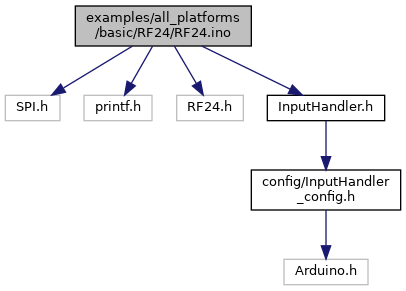 examples/all_platforms
/basic/RF24/RF24.ino
SPI.h
printf.h
RF24.h
InputHandler.h
config/InputHandler
_config.h
Arduino.h